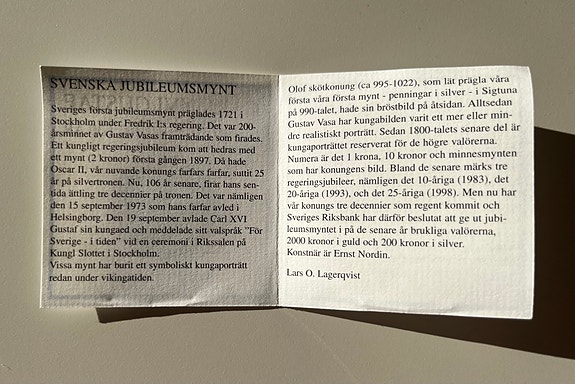 SVENSKA JUBILEUMSMYNT
Sveriges första jubileumsmynt präglades 1721 i
Stockholm under Fredrik I:s regering. Det var 200-
årsminnet av Gustav Vasas framträdande som firades.
Ett kungligt regeringsjubileum kom att hedras med
ett mynt (2 kronor) första gången 1897. Då hade
Oscar II, vår nuvande konungs farfars farfar, suttit 25
år på silvertronen. Nu, 106 år senare, firar hans sen-
tida ättling tre decennier på tronen. Det var nämligen
den 15 september 1973 som hans farfar avled i
Helsingborg. Den 19 september avlade Carl XVI
Gustaf sin kungaed och meddelade sitt valspråk "För
Sverige - i tiden" vid en ceremoni i Rikssalen på
Kungl Slottet i Stockholm.
Vissa mynt har burit ett symboliskt kungaporträtt
redan under vikingatiden.
Olof skötkonung (ca 995-1022), som lät prägla våra
första våra första mynt - penningar i silver - i Sigtuna
på 990-talet, hade sin bröstbild på åtsidan. Alltsedan
Gustav Vasa har kungabilden varit ett mer eller min-
dre realistiskt porträtt. Sedan 1800-talets senare del är
kungaporträttet reserverat för de högre valörerna.
Numera är det 1 krona, 10 kronor och minnesmynten
som har konungens bild. Bland de senare märks tre
regeringsjubileer, nämligen det 10-åriga (1983), det
20-åriga (1993), och det 25-åriga (1998). Men nu har
vår konungs tre decennier som regent kommit och
Sveriges Riksbank har därför beslutat att ge ut jubi-
leumsmyntet i på de senare år brukliga valörerna,
2000 kronor i guld och 200 kronor i silver.
Konstnär är Ernst Nordin.
Lars O. Lagerqvist